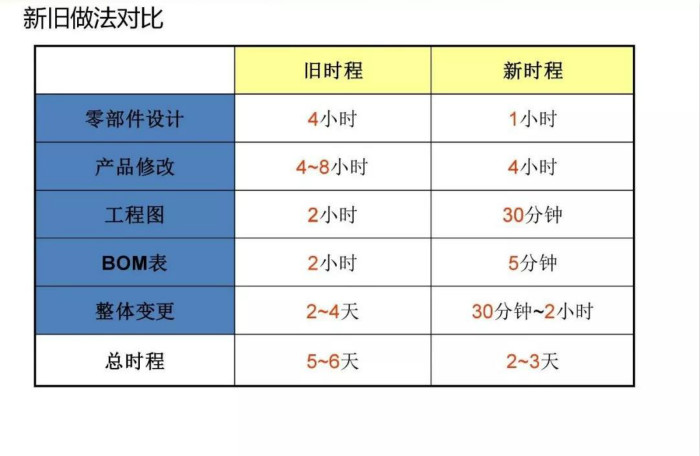 新旧做法对比
旧时程 新时程
零部件设计 4小时 1小时
产品修改 4~8小时 4小时
工程图 2小时 30分钟
BOM表 2小时 5分钟
整体变更 2~4天 30分钟~2小时
总时程 5~6天 2~3天